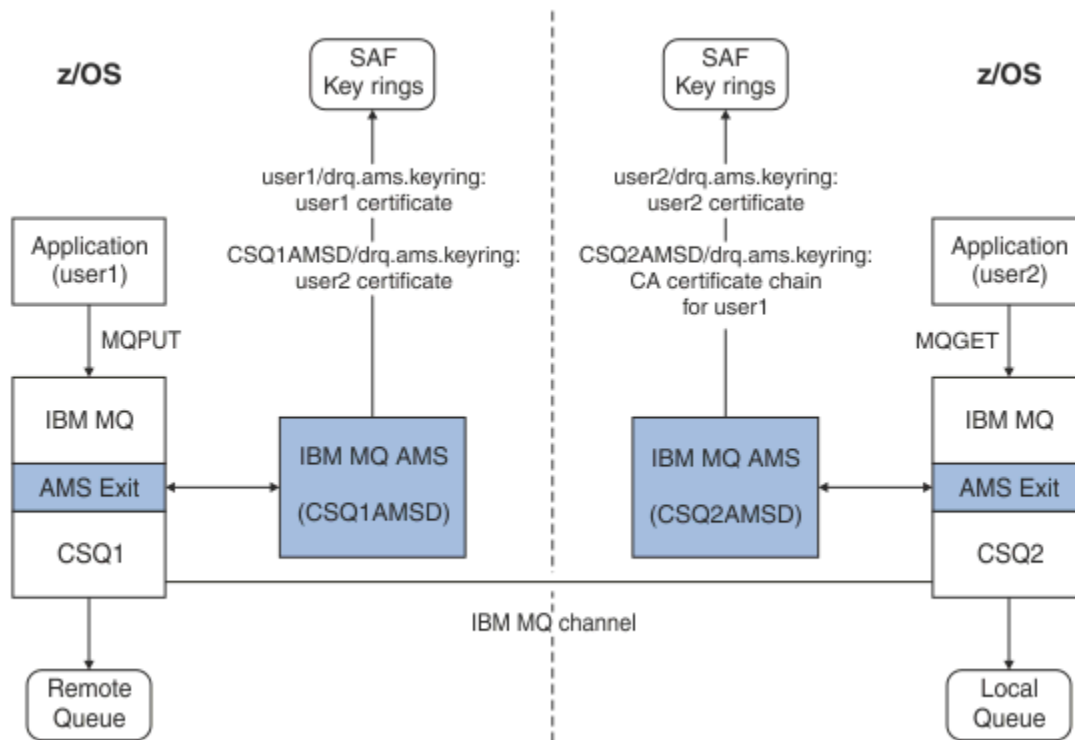 z/OS
SAF
Key rings
user1/drq.ams.keyring:
user1 certificate
CSQ1AMSD/drq.ams.keyring:
user2 certificate
Application
(user1)
MQPUT
IBM MQ
AMS Exit
CSQ1
IBM MQ AMS
(CSQ1AMSD)
Remote
Queue
IBM MQ channel
SAF
Key rings
z/OS
user2/drq.ams.keyring:
user2 certificate
CSQ2AMSD/drq.ams.keyring:
CA certificate chain
for user1
Application
(user2)
MQGET
IBM MQ AMS
(CSQ2AMSD)
IBM MQ
AMS Exit
CSQ2
Local
Queue